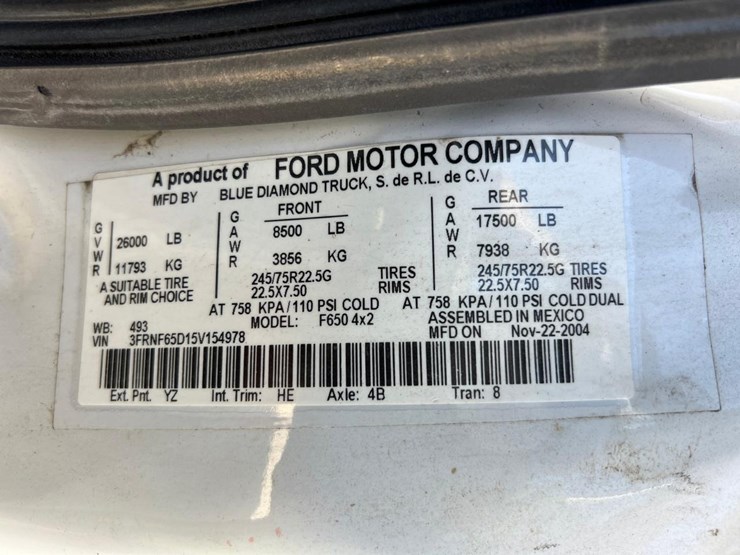 A product of FORD MOTOR COMPANY
MFD BY BLUE DIAMOND TRUCK, S. de R.L. de C.V.
GVWR 26000 LB
11793 KG
GAWR FRONT
8500 LB
3856 KG
GAWR REAR
17500 LB
7938 KG
A SUITABLE TIRE
AND RIM CHOICE
245/75R22.5G TIRES
22.5X7.50 RIMS
AT 758 KPA/110 PSI COLD
245/75R22.5G TIRES
22.5X7.50 RIMS
AT 758 KPA/110 PSI COLD DUAL
WB: 493 MODEL: F650 4x2 ASSEMBLED IN MEXICO
VIN 3FRNF65D15V154978 MFD ON Nov-22-2004
Ext. Pnt. YZ Int. Trim: HE Axle: 4B Tran: 8